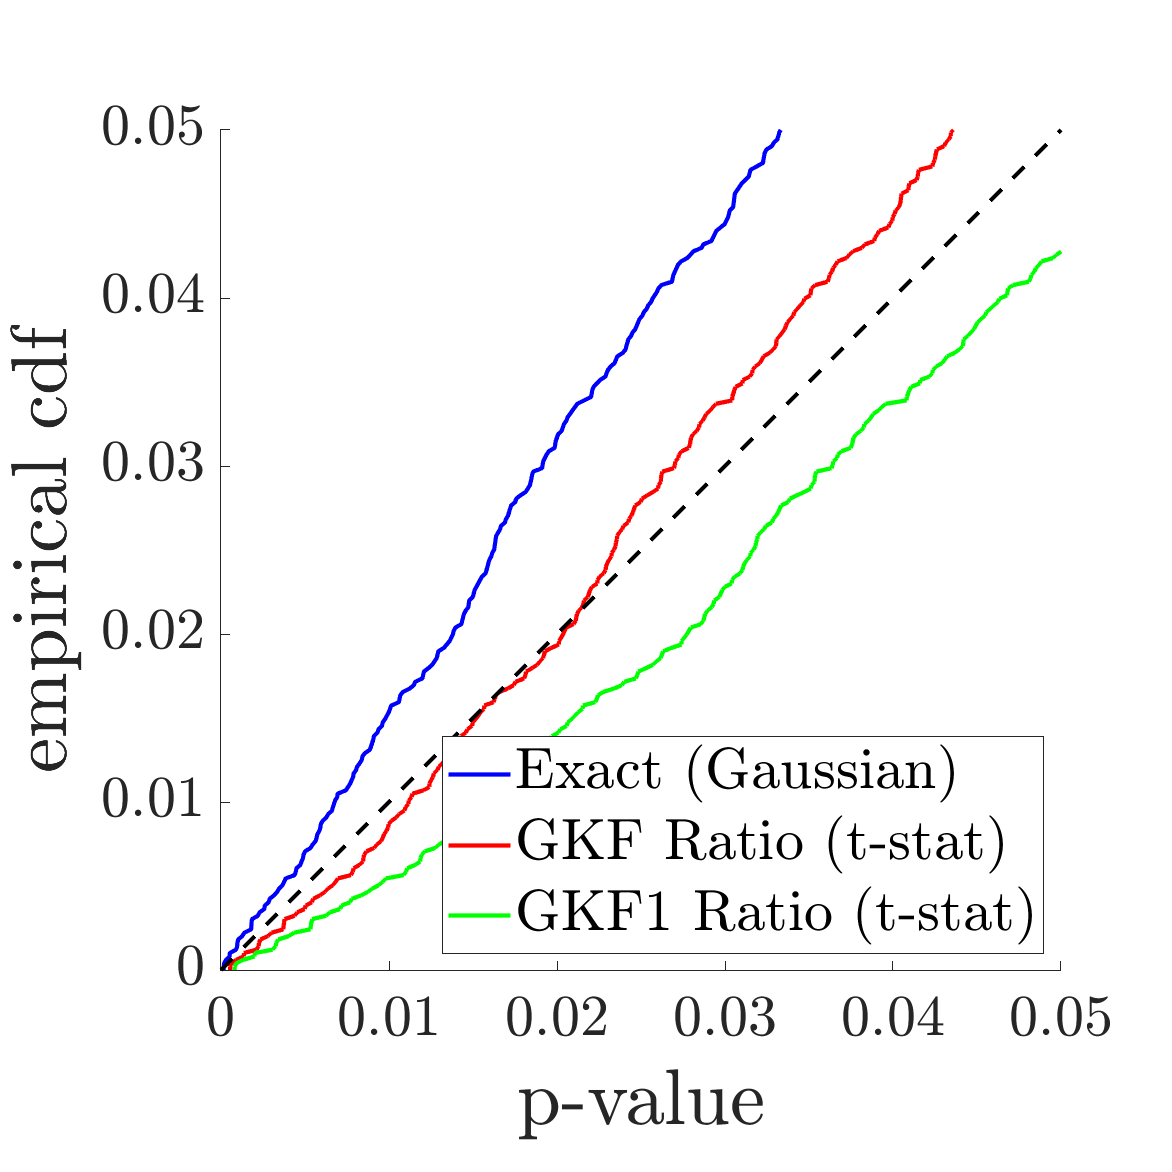 0.05
0.04
0.03
0.02
0.01
0
empirical cdf
Exact (Gaussian)
GKF Ratio (t-stat)
GKF1 Ratio (t-stat)
0 0.01 0.02 0.03 0.04 0.05
p-value